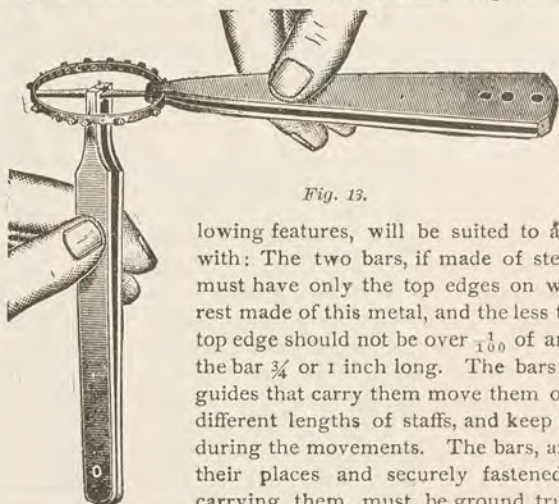 Fig. 13.
lowing features, will be suited to
with: The two bars, if made of
must have only the top edges on
rest made of this metal, and the less
top edge should not be over 1/100 of
the bar ¾ or 1 inch long. The bars
guides that carry them move them
different lengths of staffs, and keep
during the movements. The bars,
their places and securely fastened
carrying them, must be ground